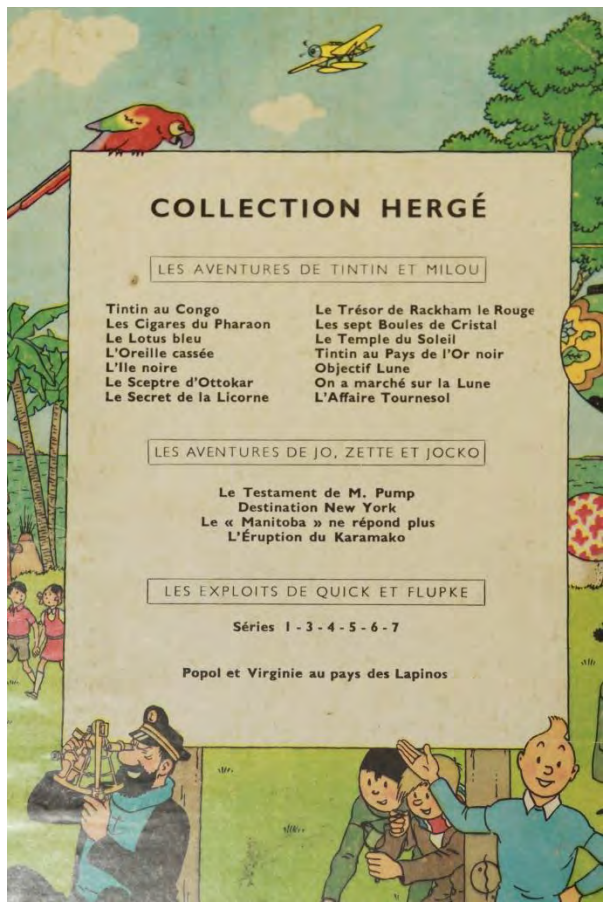 COLLECTION HERGÉ
LES AVENTURES DE TINTIN ET MILOU
Tintin au Congo
Les Cigares du Pharaon
Le Lotus bleu
L'Oreille cassée
L'Ile noire
Le Sceptre d'Ottokar
Le Secret de la Licorne
Le Trésor de Rackham le Rouge
Les sept Boules de Cristal
Le Temple du Soleil
Tintin au Pays de l'Or noir
Objectif Lune
On a marché sur la Lune
L'Affaire Tournesol
LES AVENTURES DE JO, ZETTE ET JOCKO
Le Testament de M. Pump
Destination New York
Le « Manitoba » ne répond plus
L'Éruption du Karamako
LES EXPLOITS DE QUICK ET FLUPKE
Séries 1 - 3 - 4 - 5 - 6 - 7
Popol et Virginie au pays des Lapinos